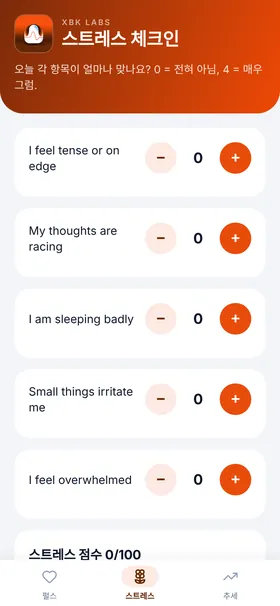 XBK LABS
스트레스 체크인
오늘 각 항목이 얼마나 맞나요? 0 = 전혀 아님, 4 = 매우
그럼.
I feel tense or on
edge
− 0 +
My thoughts are
racing
− 0 +
I am sleeping badly
− 0 +
Small things irritate
me
− 0 +
I feel overwhelmed
− 0 +
스트레스 점수 0/100
펄스
스트레스
추세